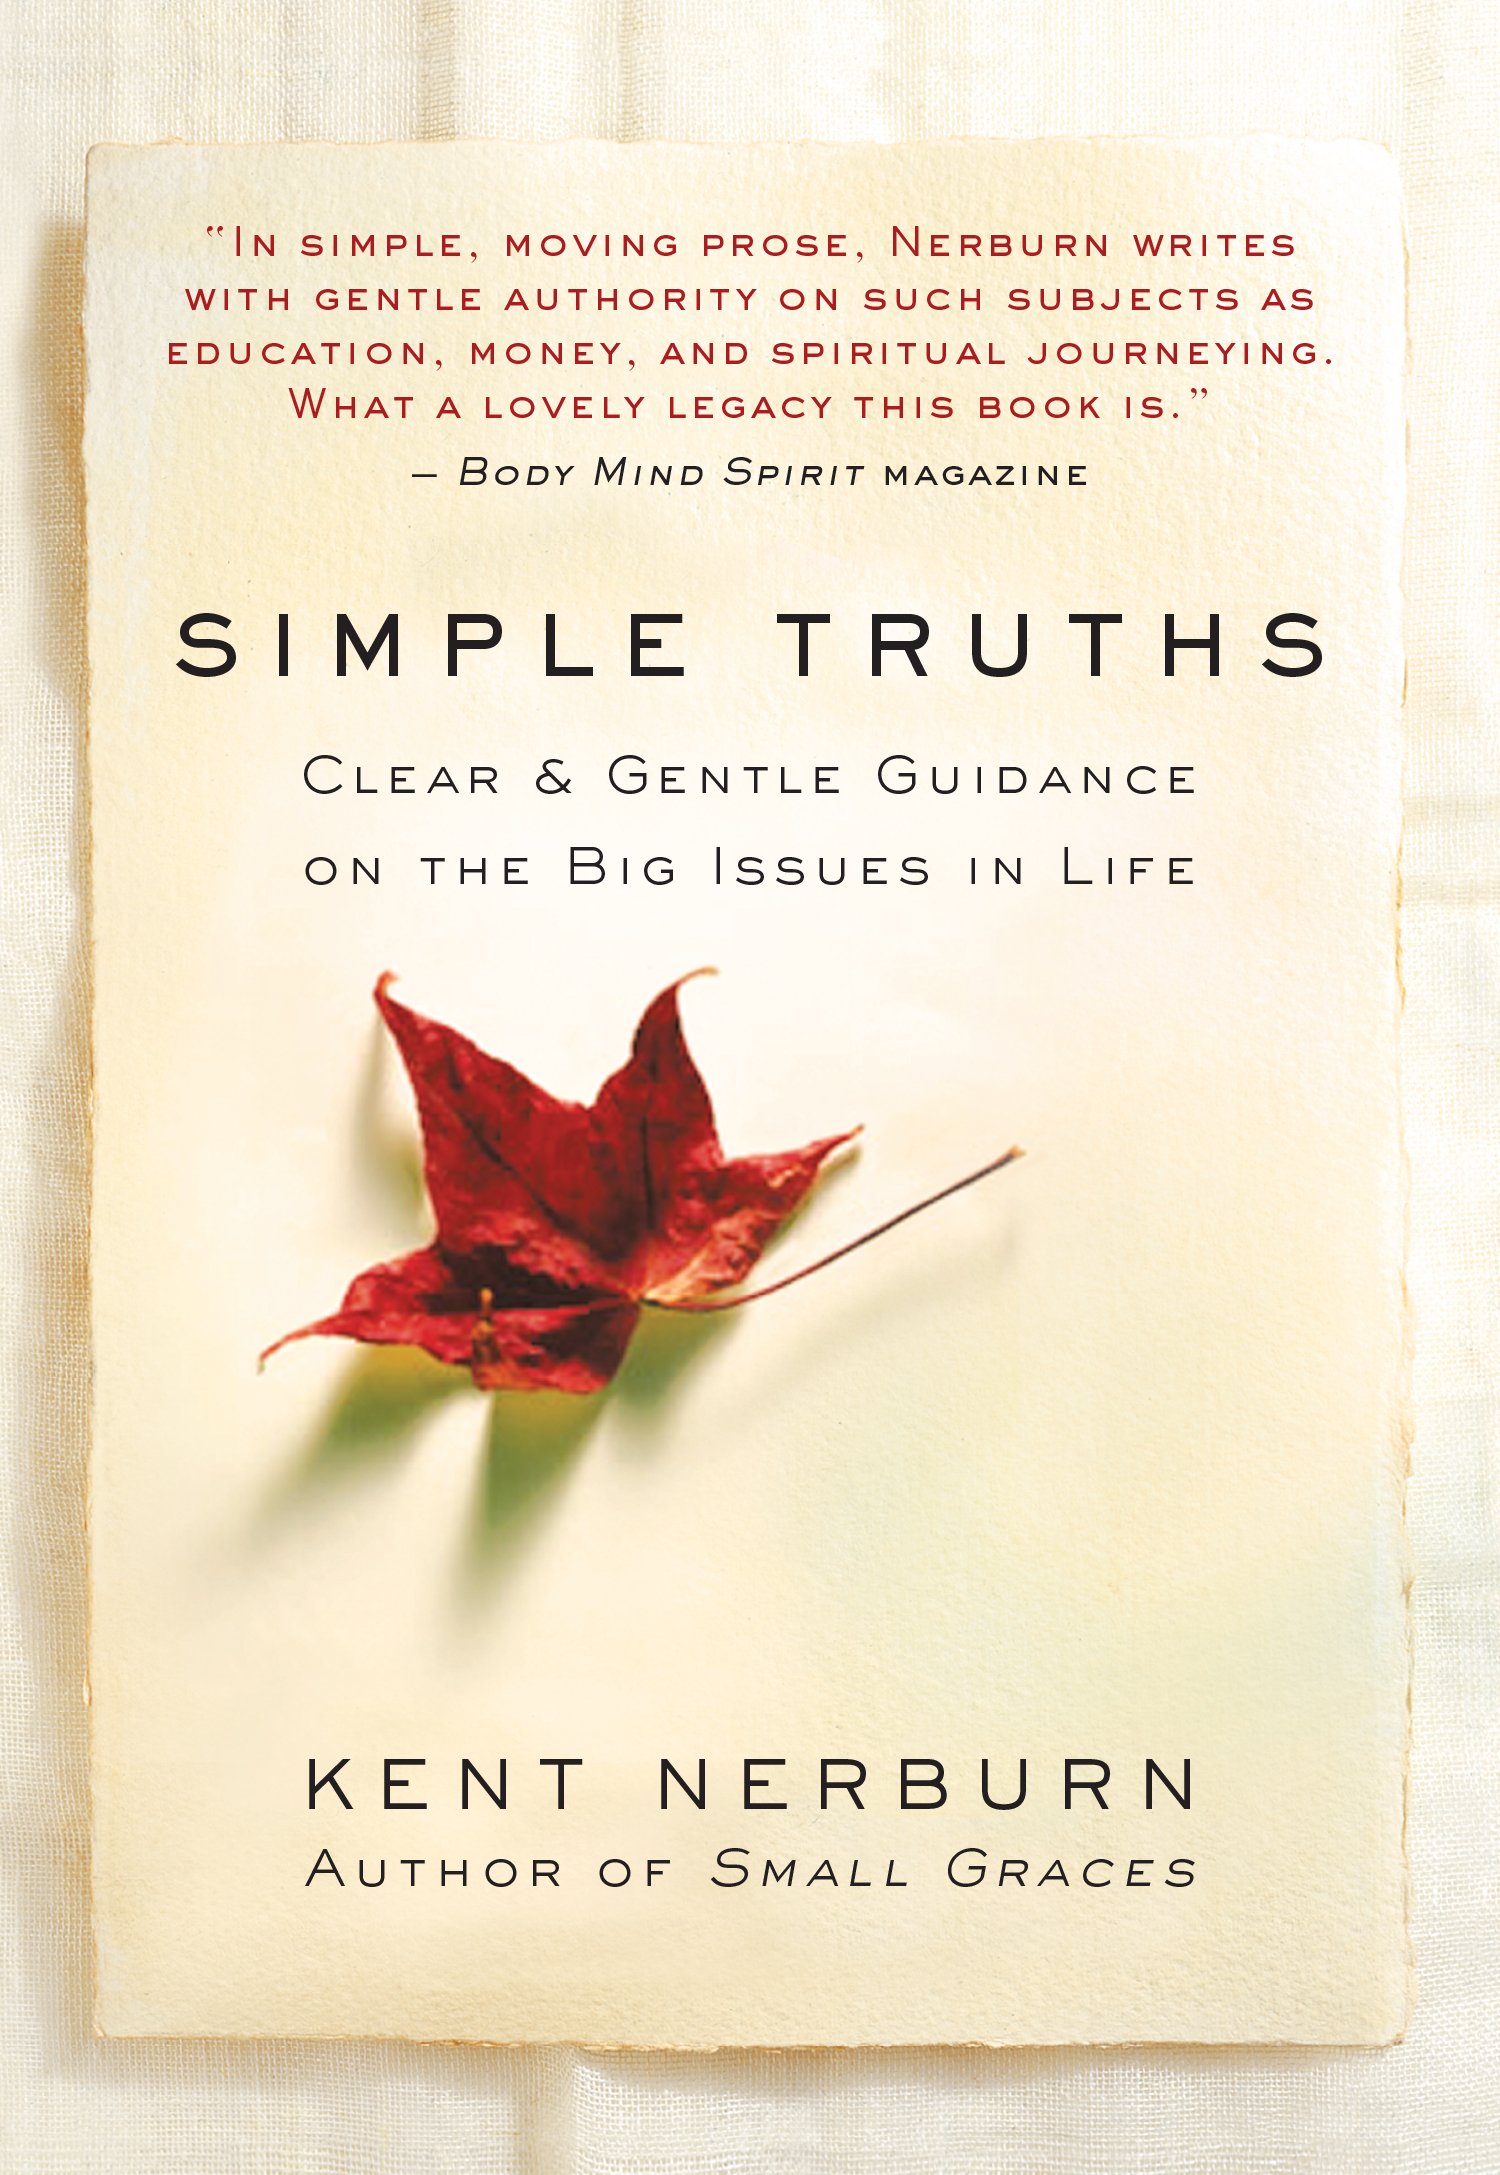 “In simple, moving prose, Nerburn writes
with gentle authority on such subjects as
education, money, and spiritual journeying.
What a lovely legacy this book is.”
– Body Mind Spirit magazine
SIMPLE TRUTHS
Clear & Gentle Guidance
on the Big Issues in Life
KENT NERBURN
Author of Small Graces